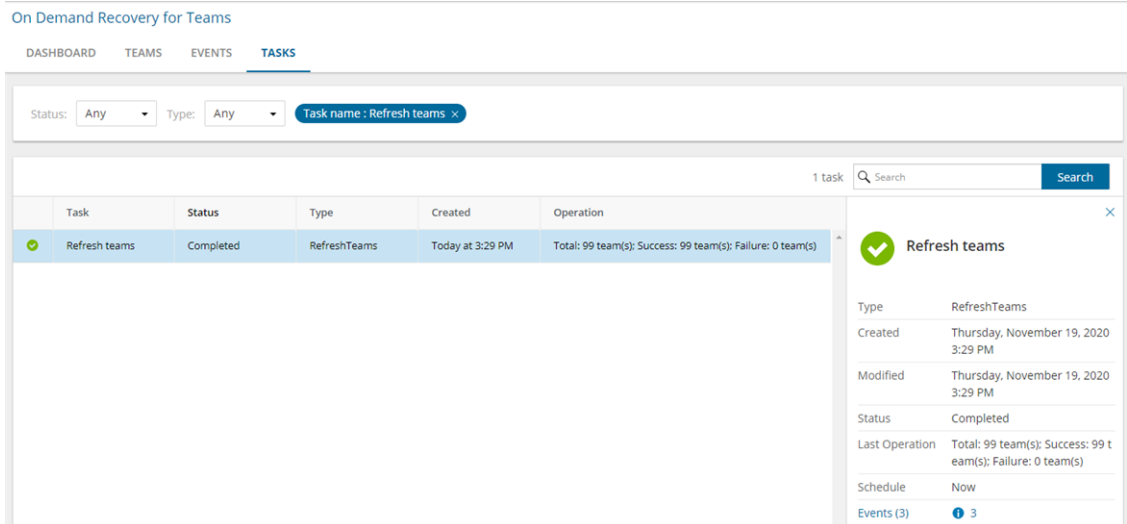 On Demand Recovery for Teams
DASHBOARD TEAMS EVENTS TASKS
Status: Any Type: Any Task name : Refresh teams ×
1 task Search Search
Task Status Type Created Operation
Refresh teams Completed RefreshTeams Today at 3:29 PM Total: 99 team(s); Success: 99 team(s); Failure: 0 team(s)
Refresh teams
Type RefreshTeams
Created Thursday, November 19, 2020
3:29 PM
Modified Thursday, November 19, 2020
3:29 PM
Status Completed
Last Operation Total: 99 team(s); Success: 99 t
eam(s); Failure: 0 team(s)
Schedule Now
Events (3) 3